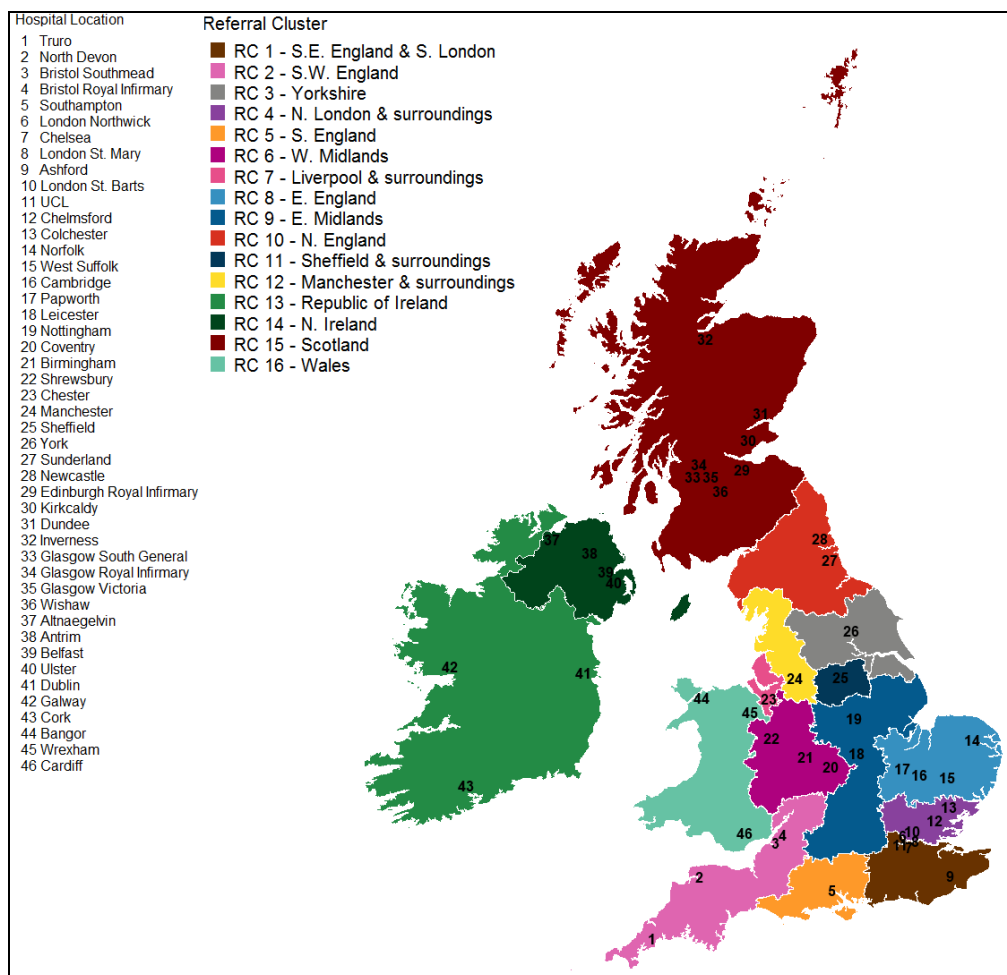 Hospital Location
1 Truro
2 North Devon
3 Bristol Southmead
4 Bristol Royal Infirmary
5 Southampton
6 London Northwick
7 Chelsea
8 London St. Mary
9 Ashford
10 London St. Barts
11 UCL
12 Chelmsford
13 Colchester
14 Norfolk
15 West Suffolk
16 Cambridge
17 Papworth
18 Leicester
19 Nottingham
20 Coventry
21 Birmingham
22 Shrewsbury
23 Chester
24 Manchester
25 Sheffield
26 York
27 Sunderland
28 Newcastle
29 Edinburgh Royal Infirmary
30 Kirkcaldy
31 Dundee
32 Inverness
33 Glasgow South General
34 Glasgow Royal Infirmary
35 Glasgow Victoria
36 Wishaw
37 Altnaegelvin
38 Antrim
39 Belfast
40 Ulster
41 Dublin
42 Galway
43 Cork
44 Bangor
45 Wrexham
46 Cardiff
Referral Cluster
RC 1 - S.E. England & S. London
RC 2 - S.W. England
RC 3 - Yorkshire
RC 4 - N. London & surroundings
RC 5 - S. England
RC 6 - W. Midlands
RC 7 - Liverpool & surroundings
RC 8 - E. England
RC 9 - E. Midlands
RC 10 - N. England
RC 11 - Sheffield & surroundings
RC 12 - Manchester & surroundings
RC 13 - Republic of Ireland
RC 14 - N. Ireland
RC 15 - Scotland
RC 16 - Wales
32
31
30
34
29
33 35
36
28
37
38
27
39
40
26
42
41
24
25
44
23
45
19
22
14
18
21
20
17
16
15
43
13
12
46
4
10
6
3
11
7
8
2
9
5
1